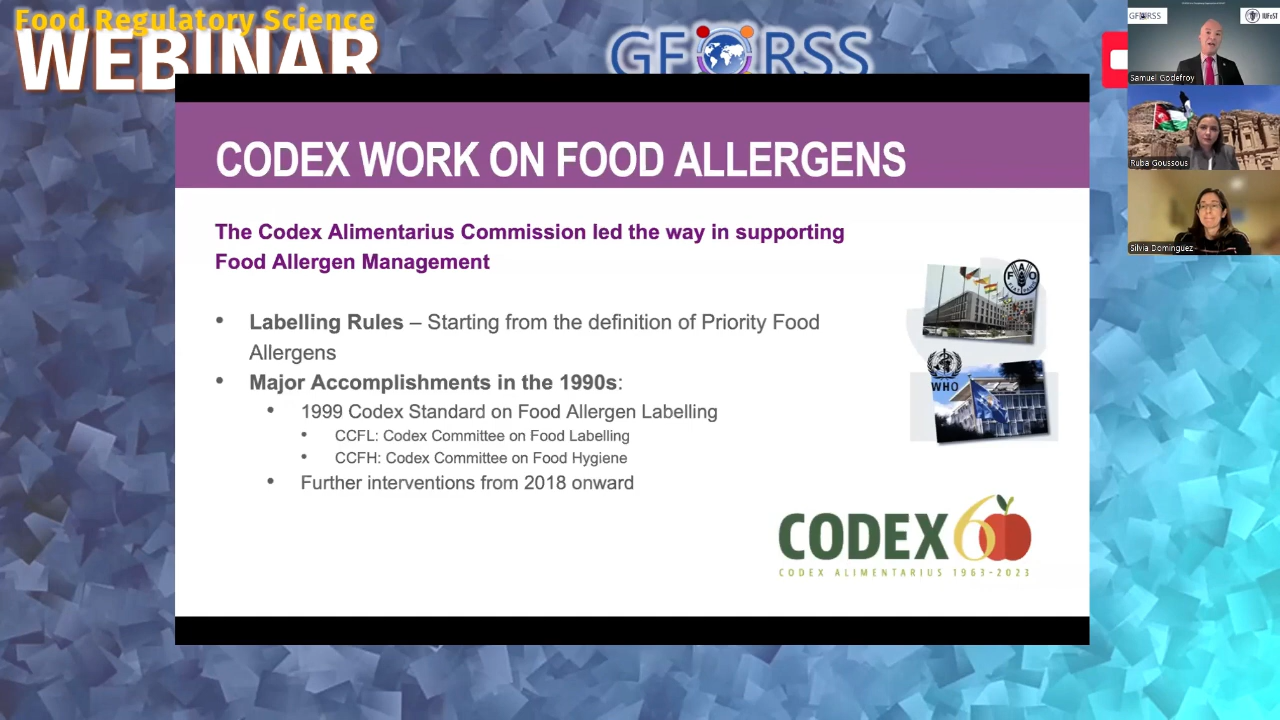 Food Regulatory Science
WEBINAR
GFORSS
GFORSS
IUFoST
Samuel Godefroy
Ruba Goussous
Silvia Dominguez
CODEX WORK ON FOOD ALLERGENS
The Codex Alimentarius Commission led the way in supporting
Food Allergen Management
• Labelling Rules – Starting from the definition of Priority Food
Allergens
• Major Accomplishments in the 1990s:
• 1999 Codex Standard on Food Allergen Labelling
• CCFL: Codex Committee on Food Labelling
• CCFH: Codex Committee on Food Hygiene
• Further interventions from 2018 onward
FAO
WHO
CODEX 60
CODEX ALIMENTARIUS 1963-2023